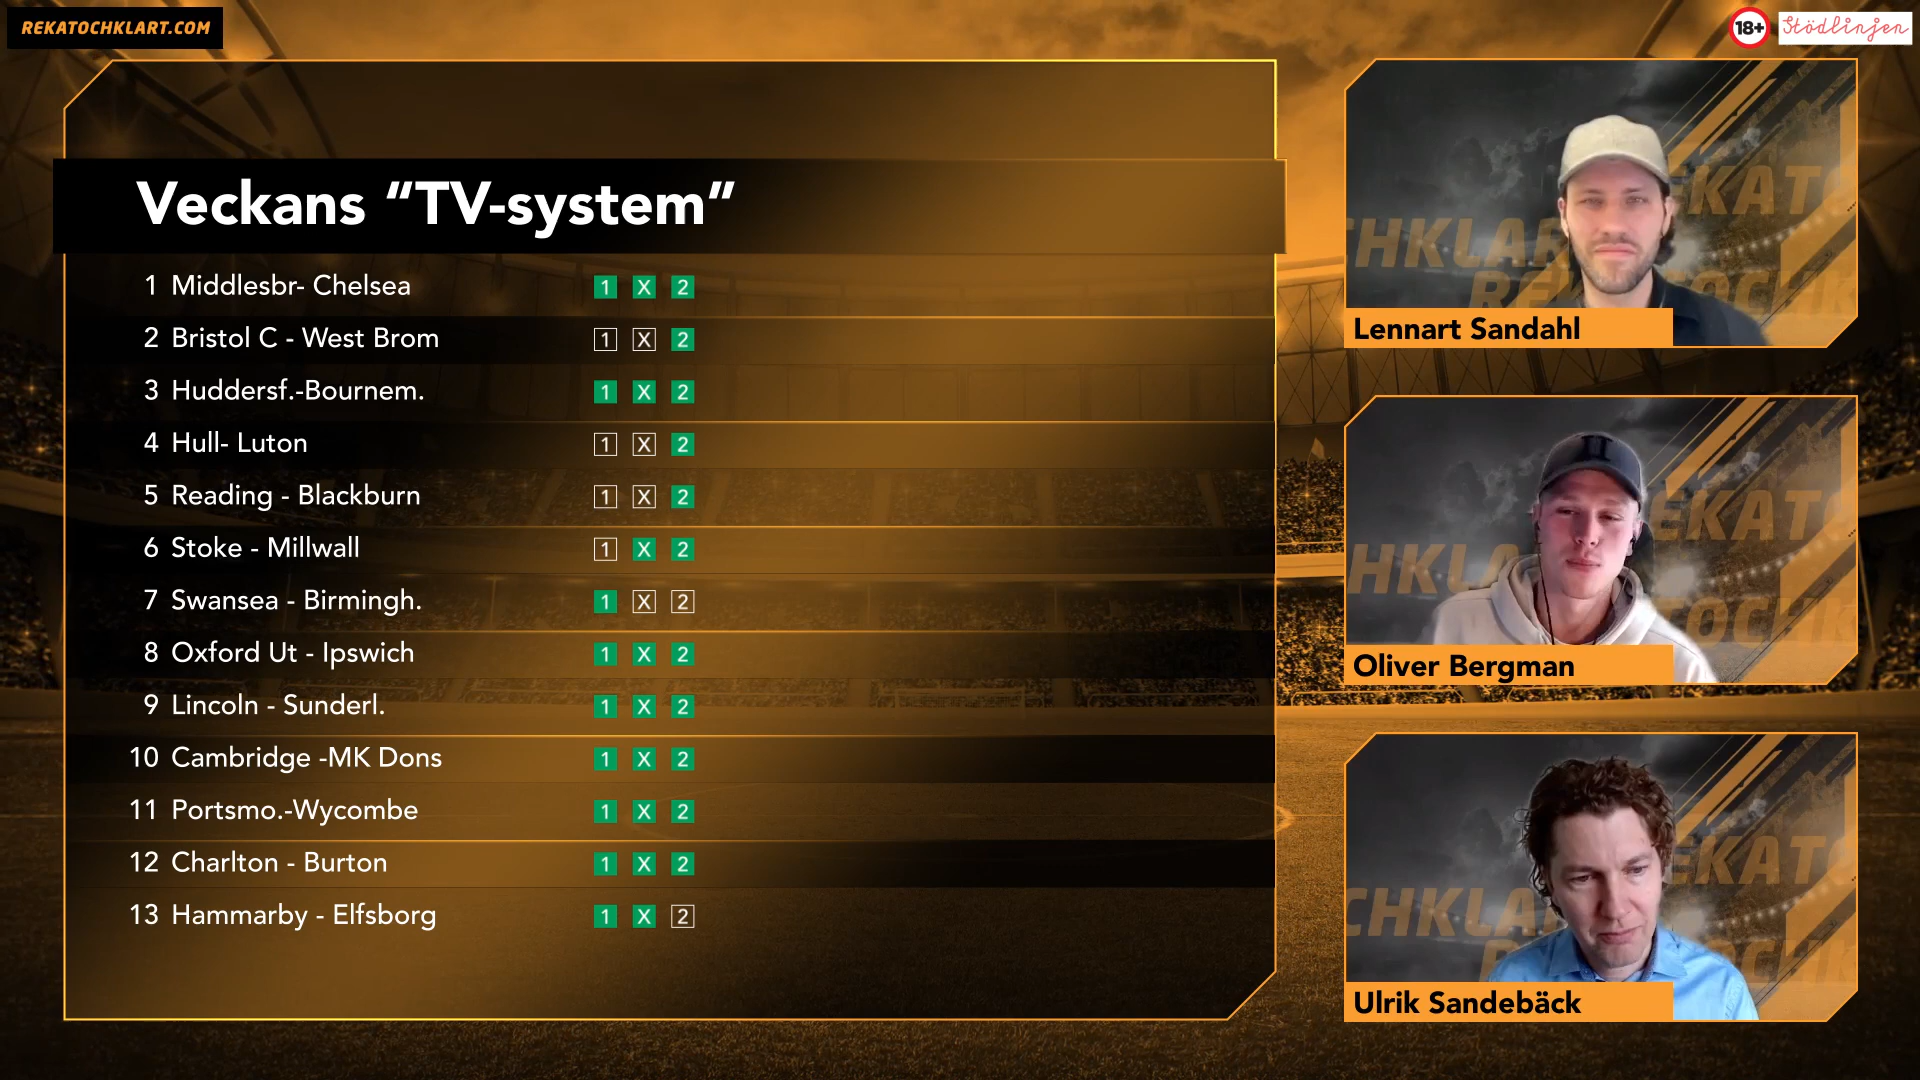 REKATOCHKLART.COM
18+ Stödlinjen
Veckans “TV-system”
1 Middlesbr- Chelsea 1 X 2
2 Bristol C - West Brom 1 X 2
3 Huddersf.-Bournem. 1 X 2
4 Hull- Luton 1 X 2
5 Reading - Blackburn 1 X 2
6 Stoke - Millwall 1 X 2
7 Swansea - Birmingh. 1 X 2
8 Oxford Ut - Ipswich 1 X 2
9 Lincoln - Sunderl. 1 X 2
10 Cambridge -MK Dons 1 X 2
11 Portsmo.-Wycombe 1 X 2
12 Charlton - Burton 1 X 2
13 Hammarby - Elfsborg 1 X 2
Lennart Sandahl
Oliver Bergman
Ulrik Sandebäck